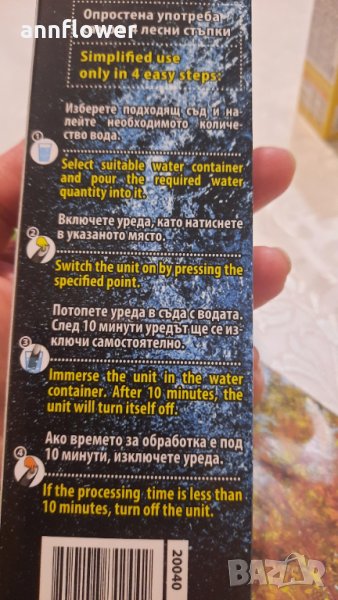 annflower
Опростена употреба
лесни стъпки
Simplified use
only in 4 easy steps:
Изберете подходящ съд и на-
лейте необходимото количе-
ство вода.
1
Select suitable water container
and pour the required water
quantity into it.
Включете уреда, като натиснете
в указаното място.
2
Switch the unit on by pressing the
specified point.
Потопете уреда в съда с водата.
След 10 минути уредът ще се из-
ключи самостоятелно.
3
Immerse the unit in the water
container. After 10 minutes, the
unit will turn itself off.
Ако времето за обработка е под
10 минути, изключете уреда.
4
If the processing time is less than
10 minutes, turn off the unit.
20040
BAZAR